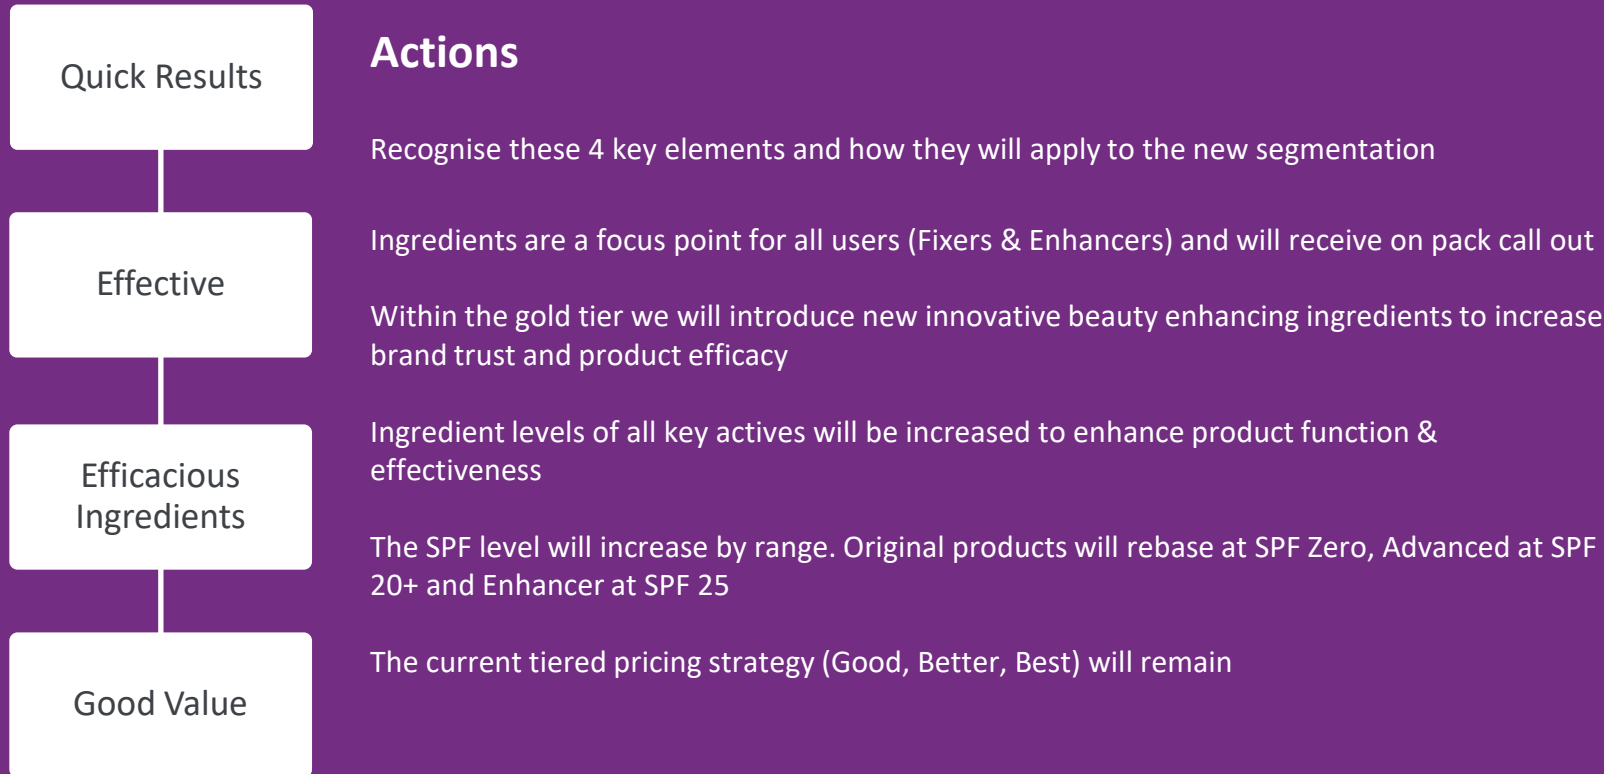 Quick Results
Effective
Efficacious
Ingredients
Good Value
Actions
Recognise these 4 key elements and how they will apply to the new segmentation
Ingredients are a focus point for all users (Fixers & Enhancers) and will receive on pack call out
Within the gold tier we will introduce new innovative beauty enhancing ingredients to increase
brand trust and product efficacy
Ingredient levels of all key actives will be increased to enhance product function &
effectiveness
The SPF level will increase by range. Original products will rebase at SPF Zero, Advanced at SPF
20+ and Enhancer at SPF 25
The current tiered pricing strategy (Good, Better, Best) will remain